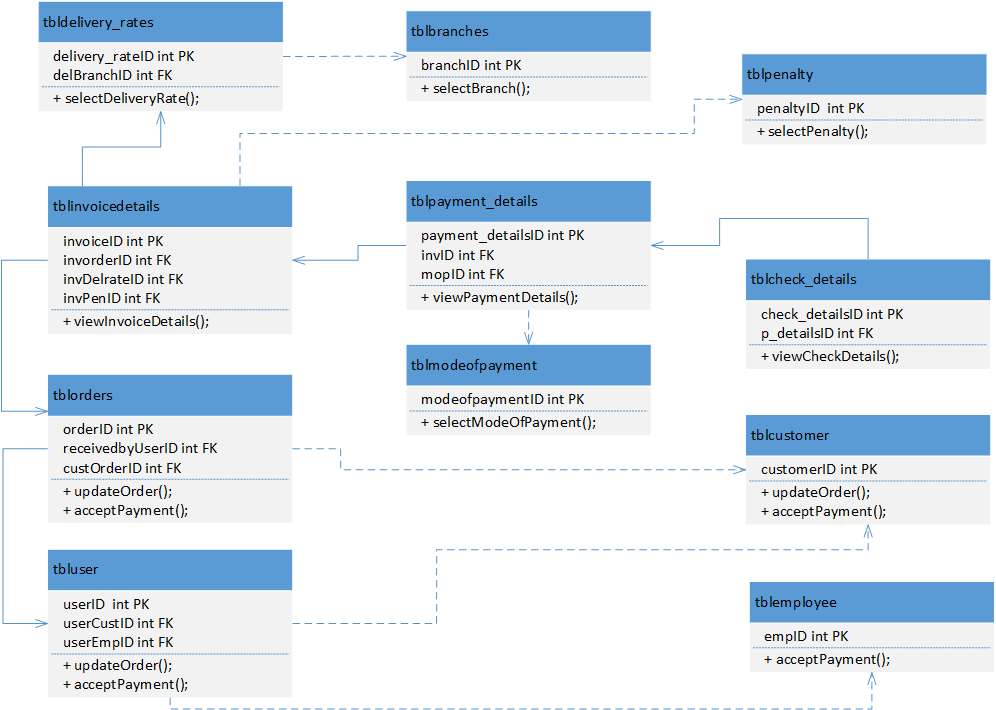 tbldelivery_rates
delivery_rateID int PK
delBranchID int FK
+ selectDeliveryRate();
tblbranches
branchID int PK
+ selectBranch();
tblpenalty
penaltyID int PK
+ selectPenalty();
tblinvoicedetails
invoiceID int PK
invorderID int FK
invDelrateID int FK
invPenID int FK
+ viewInvoiceDetails();
tblpayment_details
payment_detailsID int PK
invID int FK
mopID int FK
+ viewPaymentDetails();
tblcheck_details
check_detailsID int PK
p_detailsID int FK
+ viewCheckDetails();
tblmodeofpayment
modeofpaymentID int PK
+ selectModeOfPayment();
tblorders
orderID int PK
receivedbyUserID int FK
custOrderID int FK
+ updateOrder();
+ acceptPayment();
tblcustomer
customerID int PK
+ updateOrder();
+ acceptPayment();
tbluser
userID int PK
userCustID int FK
userEmpID int FK
+ updateOrder();
+ acceptPayment();
tblemployee
empID int PK
+ acceptPayment();